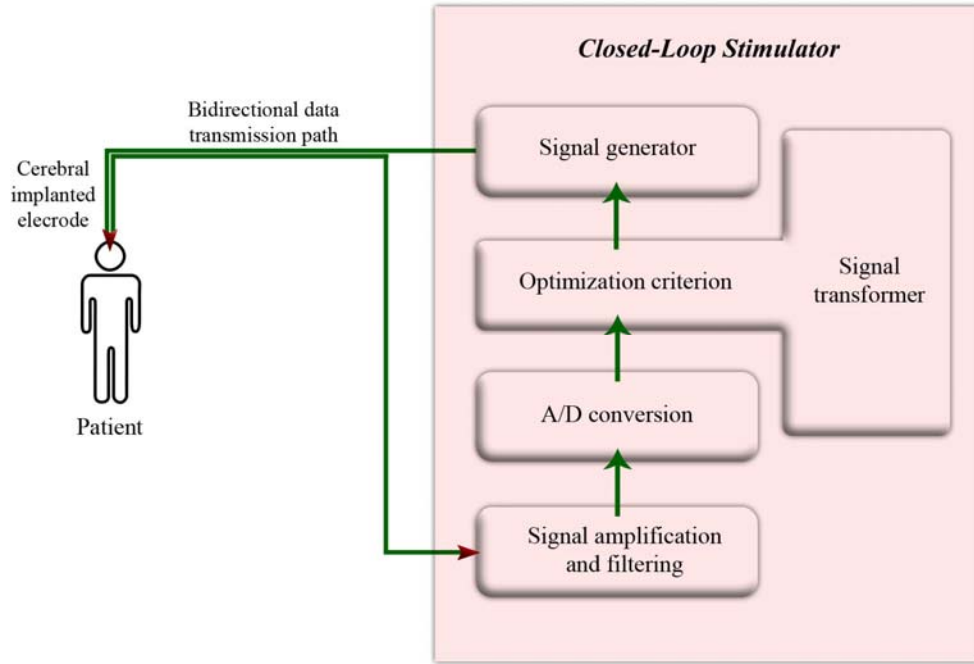 Closed-Loop Stimulator
Bidirectional data
transmission path
Signal generator
Cerebral
implanted
elecrode
Optimization criterion
Signal
transformer
A/D conversion
Patient
Signal amplification
and filtering